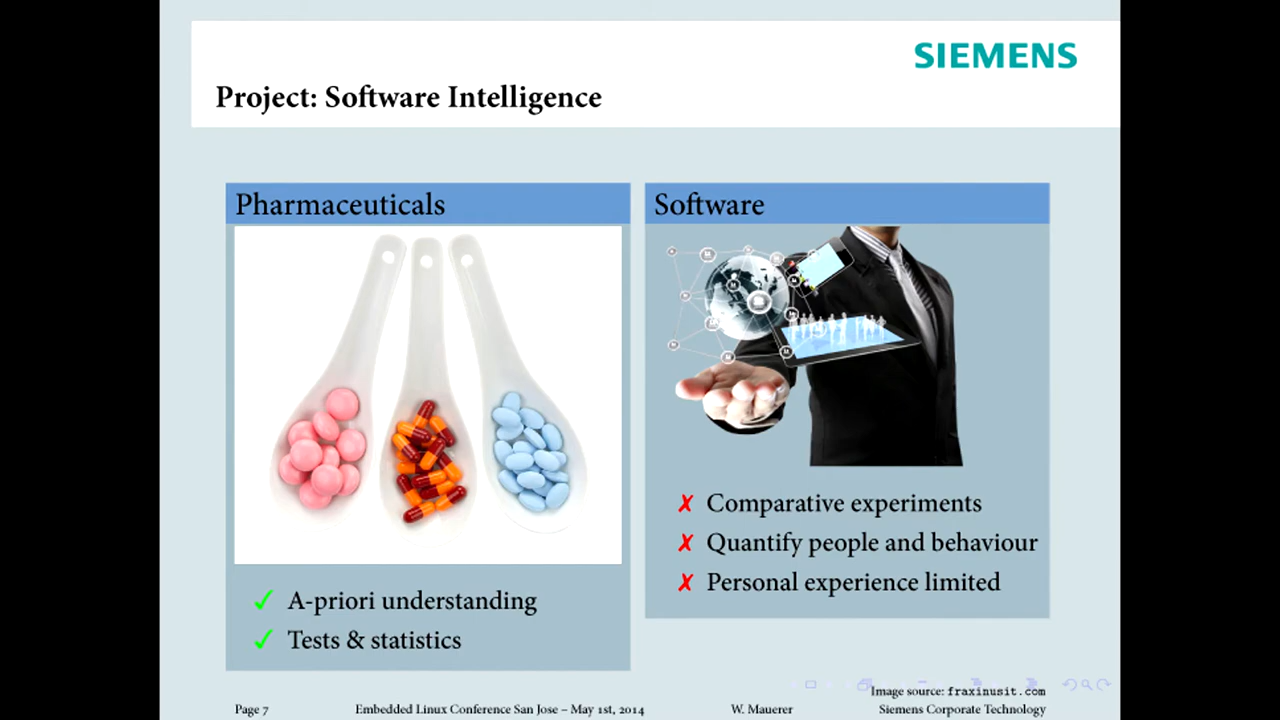 SIEMENS
Project: Software Intelligence
Pharmaceuticals
✓ A-priori understanding
✓ Tests & statistics
Software
✗ Comparative experiments
✗ Quantify people and behaviour
✗ Personal experience limited
Image source: fraxinusit.com
Page 7 Embedded Linux Conference San Jose – May 1st, 2014 W. Mauerer Siemens Corporate Technology